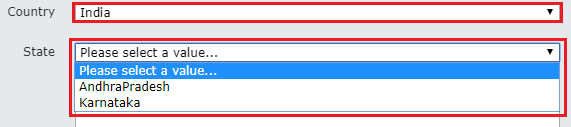 Country India
State Please select a value...
Please select a value...
AndhraPradesh
Karnataka